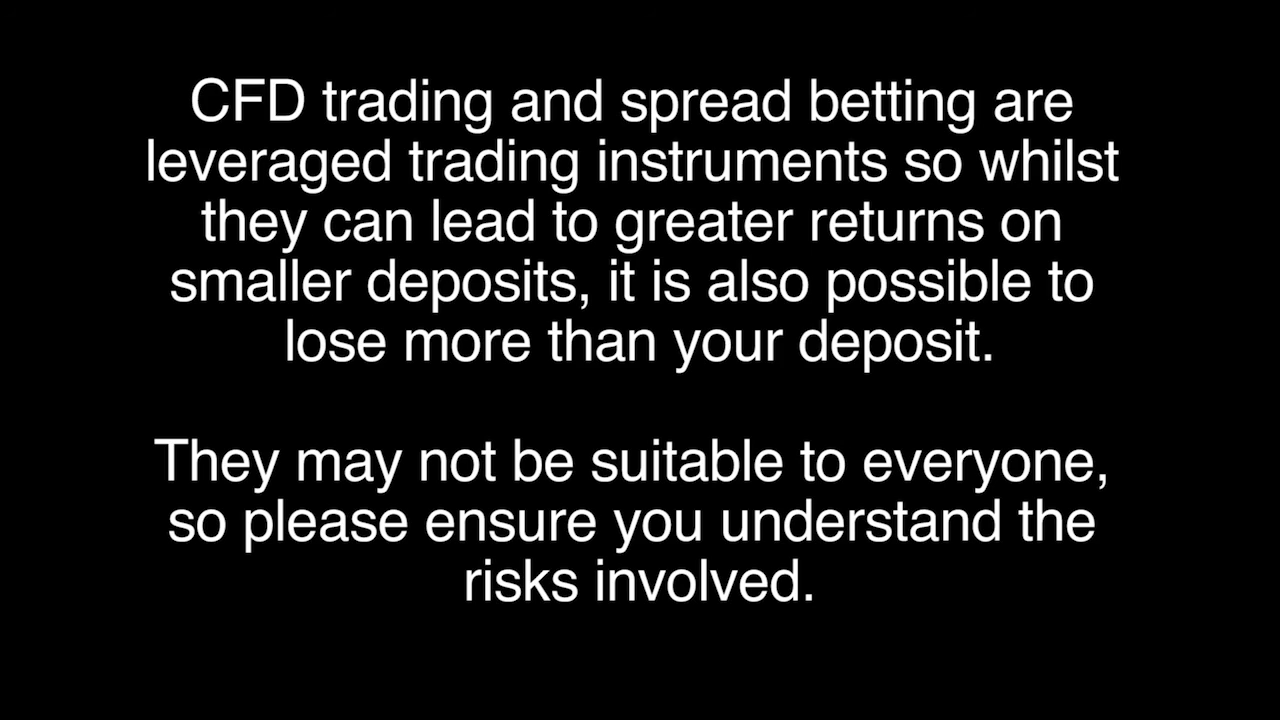 CFD trading and spread betting are
leveraged trading instruments so whilst
they can lead to greater returns on
smaller deposits, it is also possible to
lose more than your deposit.
They may not be suitable to everyone,
so please ensure you understand the
risks involved.